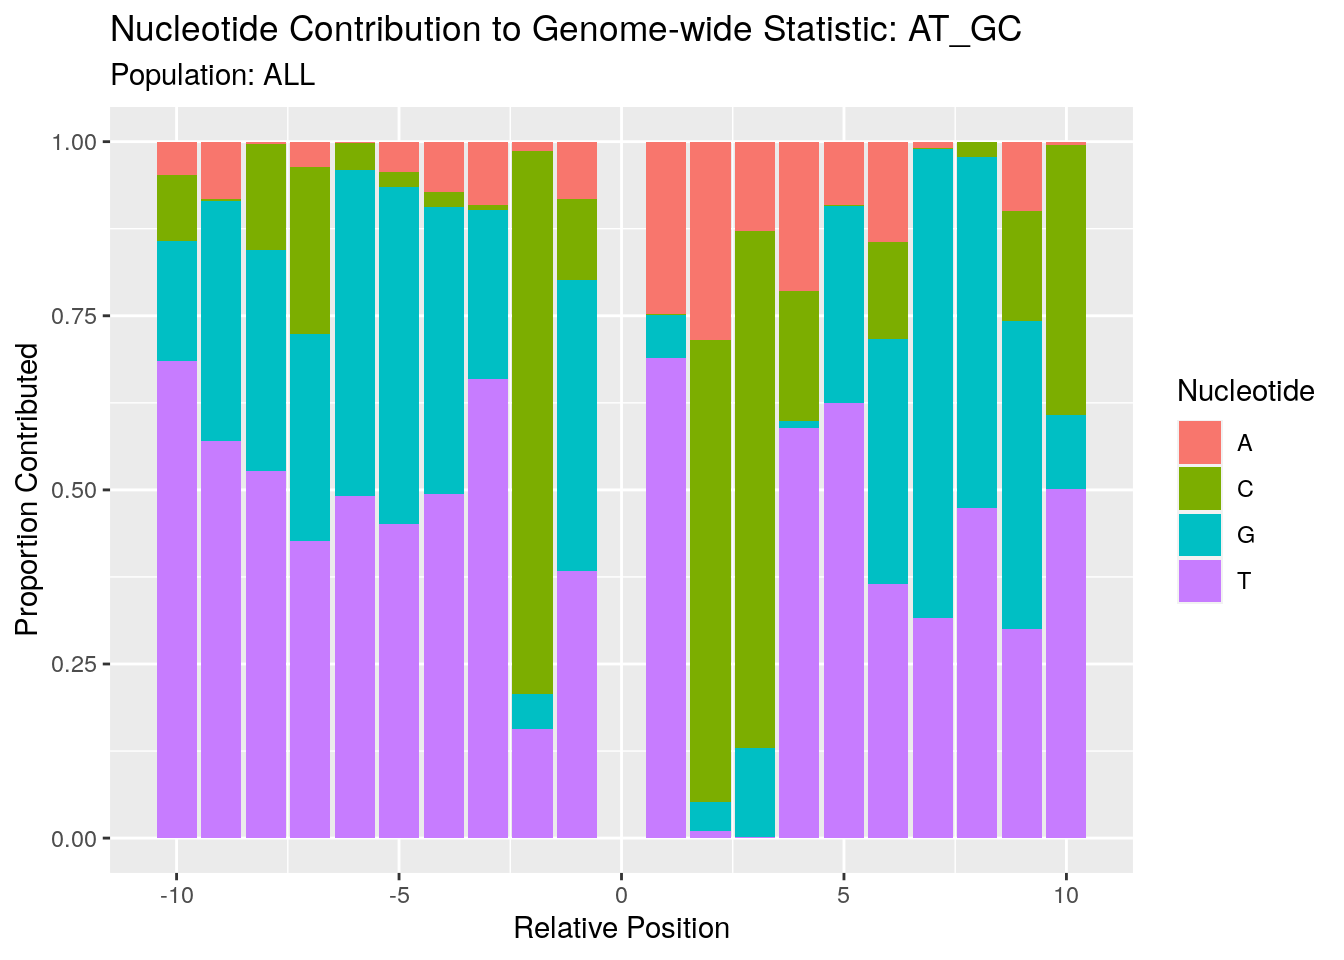 Nucleotide Contribution to Genome-wide Statistic: AT_GC
Population: ALL
Proportion Contributed
1.00
0.75
0.50
0.25
0.00
-10
-5
0
5
10
Relative Position
Nucleotide
A
C
G
T